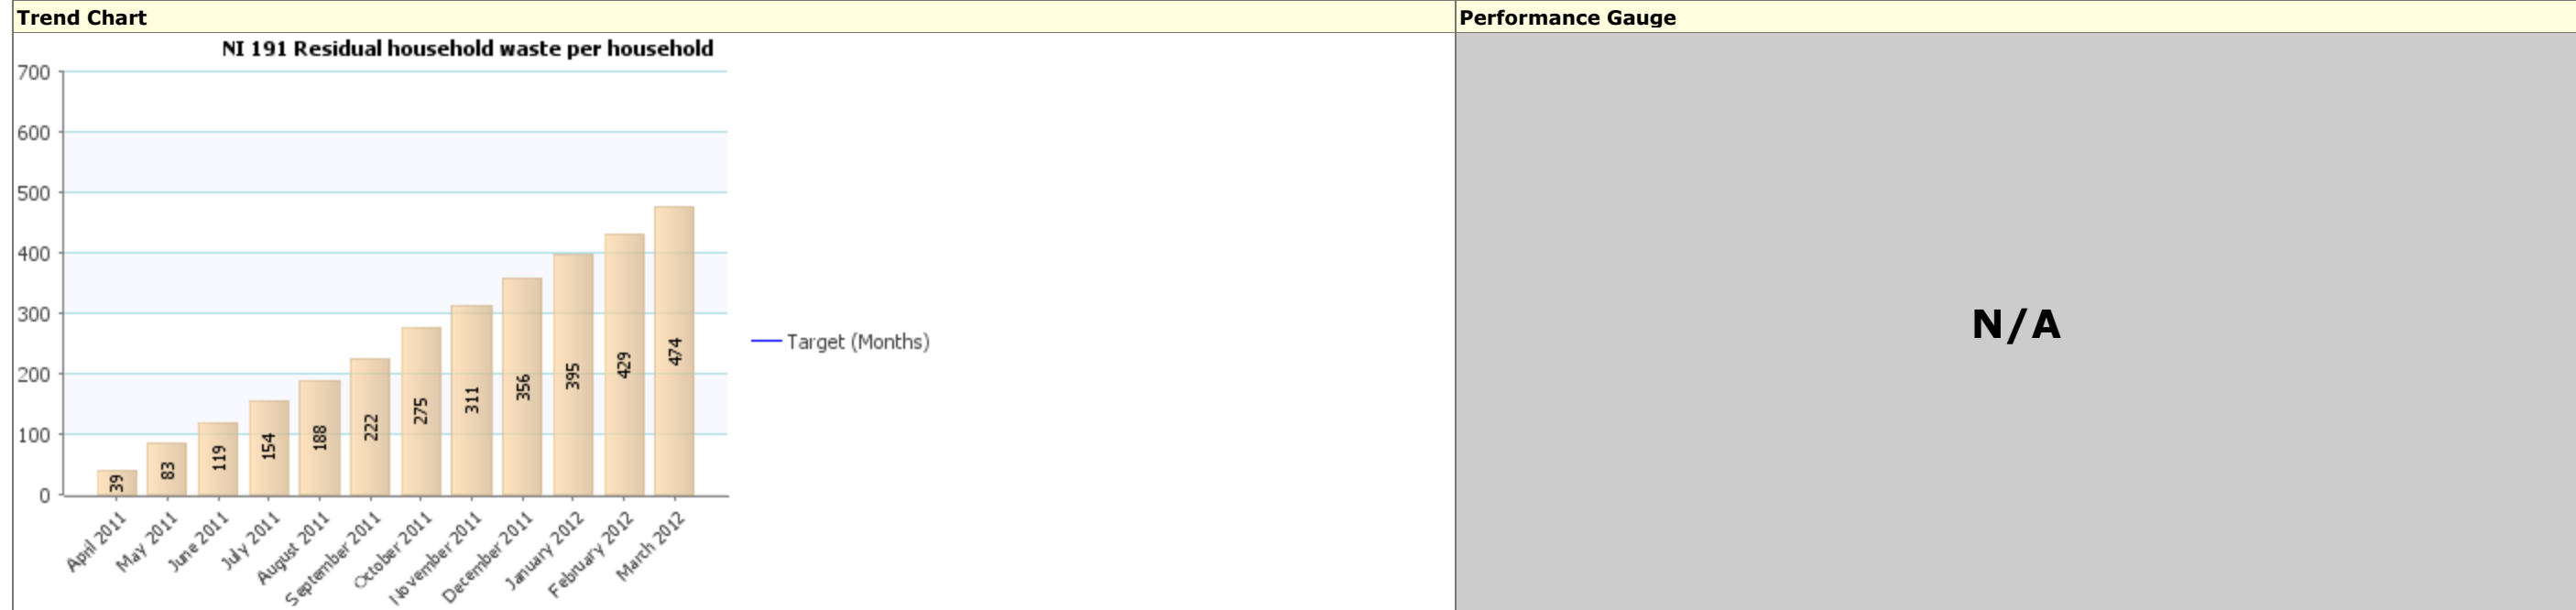 Trend Chart
Performance Gauge
NI 191 Residual household waste per household
700
600
500
400
300
200
100
0
39
83
119
154
188
222
275
311
356
395
429
474
April 2011
May 2011
June 2011
July 2011
August 2011
September 2011
October 2011
November 2011
December 2011
January 2012
February 2012
March 2012
Target (Months)
N/A